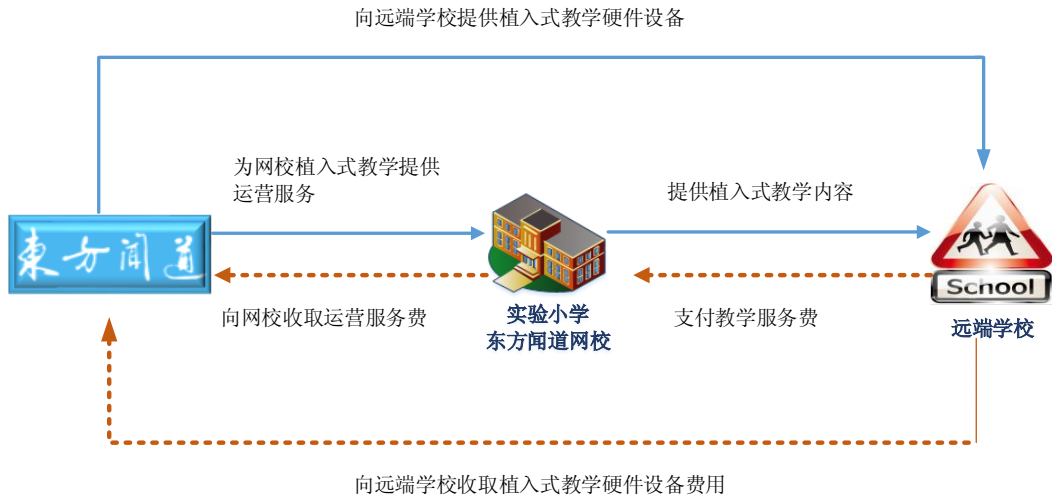 向远端学校提供植入式教学硬件设备
为网校植入式教学提供
运营服务
提供植入式教学内容
東方闻道
School
向网校收取运营服务费
实验小学
东方闻道网校
支付教学服务费
远端学校
向远端学校收取植入式教学硬件设备费用